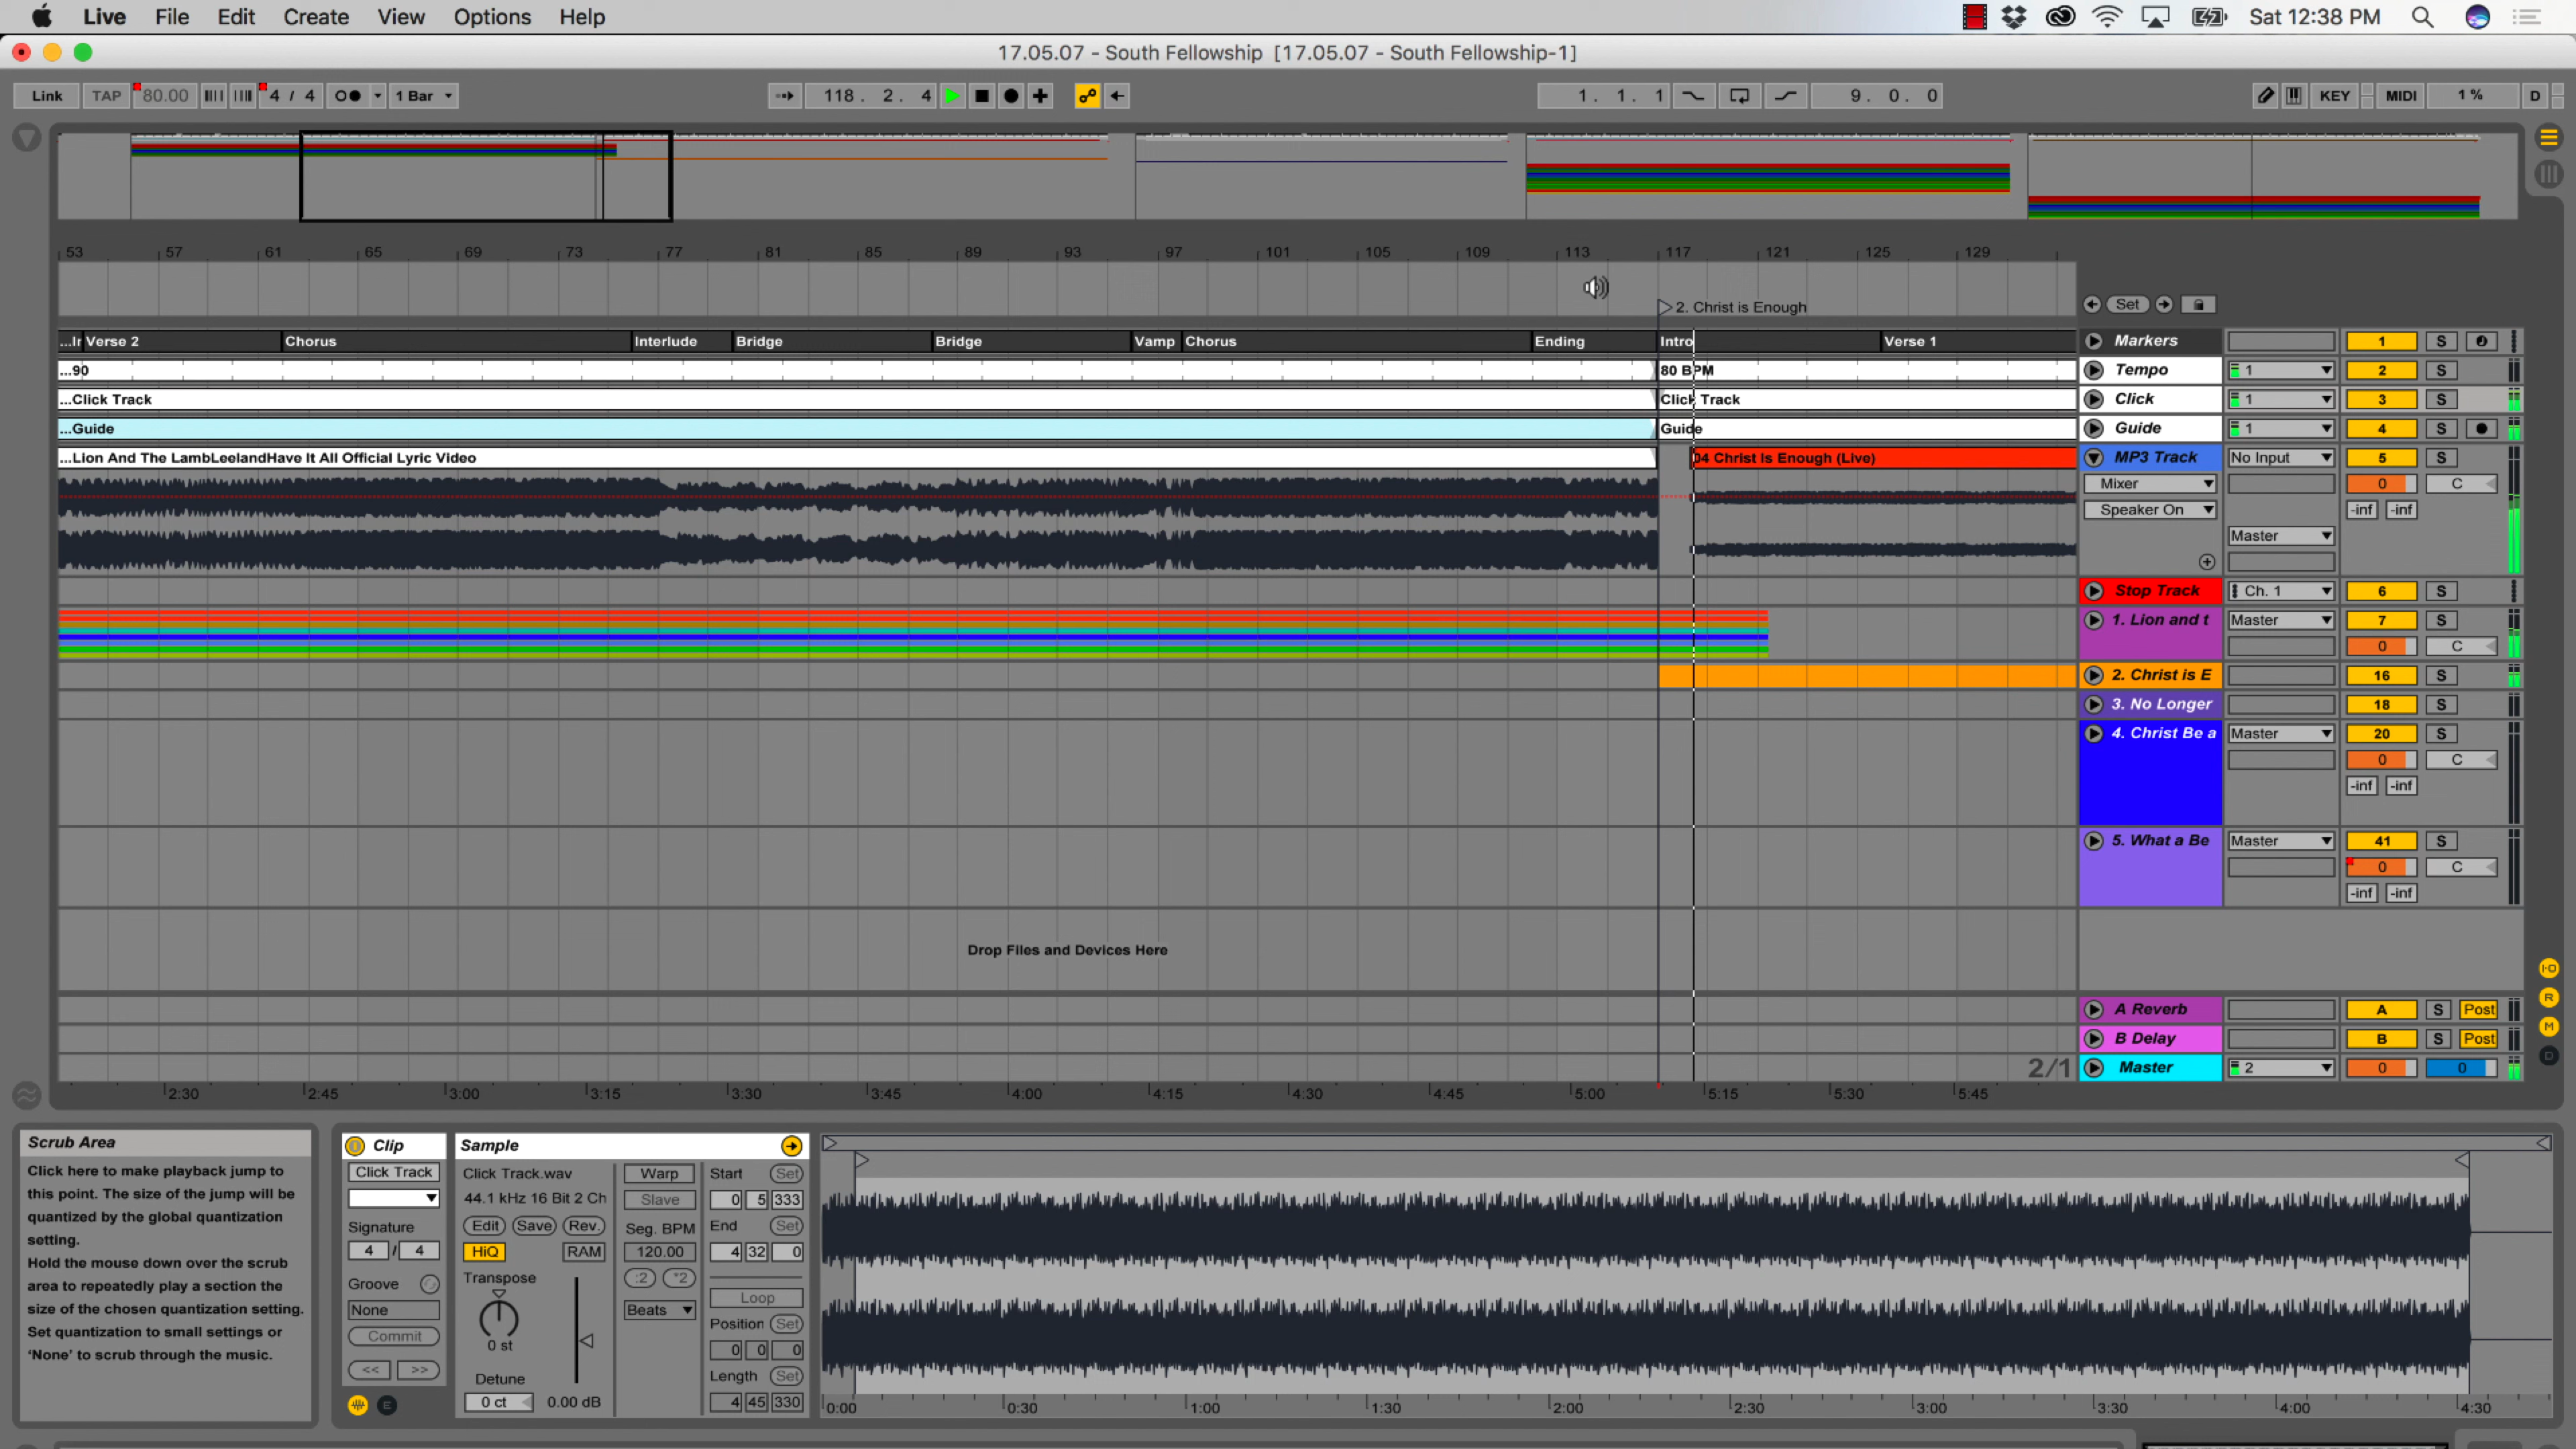 Live File Edit Create View Options Help Sat 12:38 PM
17.05.07 - South Fellowship [17.05.07 - South Fellowship-1]
Link TAP 80.00 4 / 4 1 Bar 118. 2. 4 1. 1. 1 9. 0. 0 KEY MIDI 1 % D
53 57 61 65 69 73 77 81 85 89 93 97 101 105 109 113 117 121 125 129
2. Christ is Enough Set
...Ir Verse 2 Chorus Interlude Bridge Bridge Vamp Chorus Ending Intro Verse 1 Markers 1 S
...90 80 BPM Tempo 1 2 S
...Click Track Click Track Click 1 3 S
...Guide Guide Guide 1 4 S
...Lion And The LambLeelandHave It All Official Lyric Video 04 Christ Is Enough (Live) MP3 Track No Input 5 S
Mixer 0 C
Speaker On -inf -inf
Master
Stop Track Ch. 1 6 S
1. Lion and t Master 7 S
0 C
2. Christ is E 16 S
3. No Longer 18 S
4. Christ Be a Master 20 S
0 C
-inf -inf
5. What a Be Master 41 S
0 C
-inf -inf
Drop Files and Devices Here
I-O
A Reverb A S Post R
B Delay B S Post M
D
2/1 Master 2 0 0
2:30 2:45 3:00 3:15 3:30 3:45 4:00 4:15 4:30 4:45 5:00 5:15 5:30 5:45
Scrub Area
Click here to make playback jump to
this point. The size of the jump will be
quantized by the global quantization
setting.
Hold the mouse down over the scrub
area to repeatedly play a section the
size of the chosen quantization setting.
Set quantization to small settings or
‘None’ to scrub through the music.
Clip
Click Track
Signature
4 / 4
Groove
None
Commit
<< >>
E
Sample
Click Track.wav
44.1 kHz 16 Bit 2 Ch
Edit Save Rev.
HiQ RAM
Transpose
0 st
Detune
0 ct 0.00 dB
Warp
Slave
Seg. BPM
120.00
:2 *2
Beats
Start Set
0 5 333
End Set
4 32 0
Loop
Position Set
0 0 0
Length Set
4 45 330
0:00 0:30 1:00 1:30 2:00 2:30 3:00 3:30 4:00 4:30